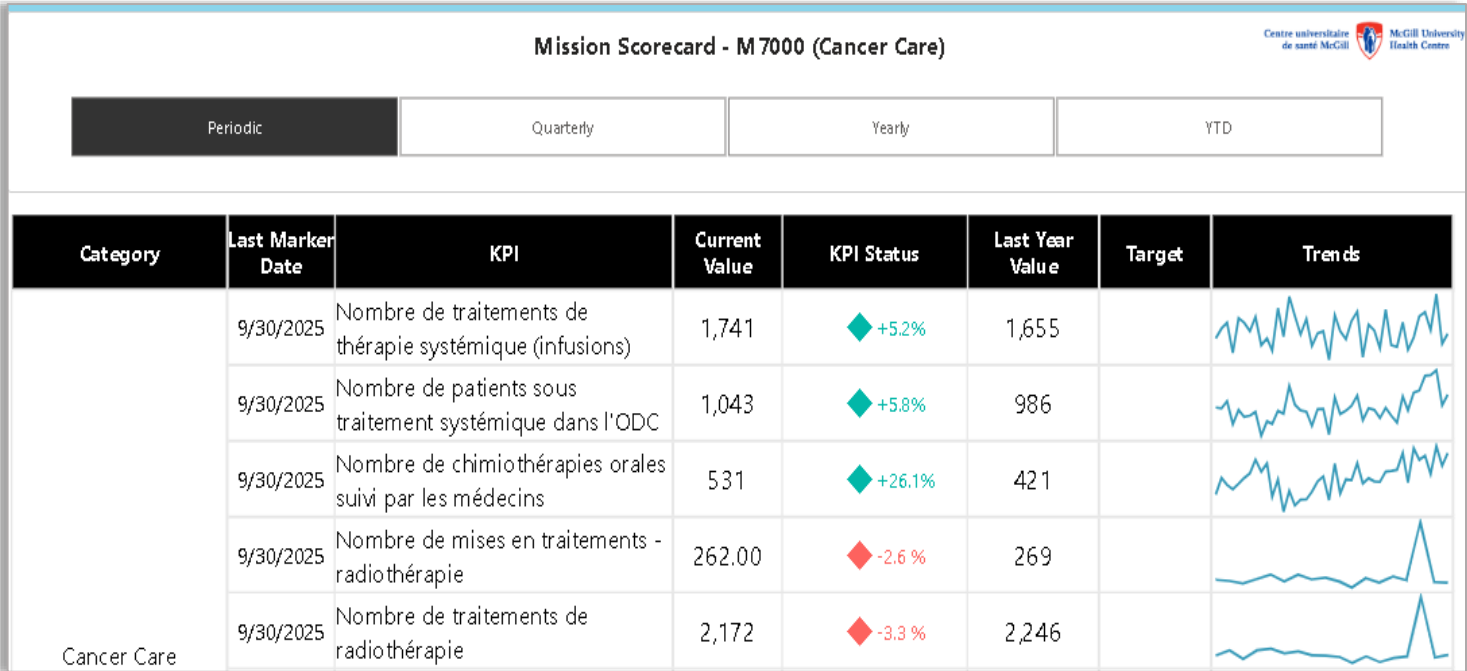 Mission Scorecard - M7000 (Cancer Care)
Centre universitaire
de santé McGill
McGill University
Health Centre
Periodic
Quarterly
Yearly
YTD
Category
Last Marker
Date
KPI
Current
Value
KPI Status
Last Year
Value
Target
Trends
9/30/2025
Nombre de traitements de
thérapie systémique (infusions)
1,741
+5.2%
1,655
9/30/2025
Nombre de patients sous
traitement systémique dans l'ODC
1,043
+5.8%
986
9/30/2025
Nombre de chimiothérapies orales
suivi par les médecins
531
+26.1%
421
9/30/2025
Nombre de mises en traitements -
radiothérapie
262.00
-2.6 %
269
Cancer Care
9/30/2025
Nombre de traitements de
radiothérapie
2,172
-3.3 %
2,246